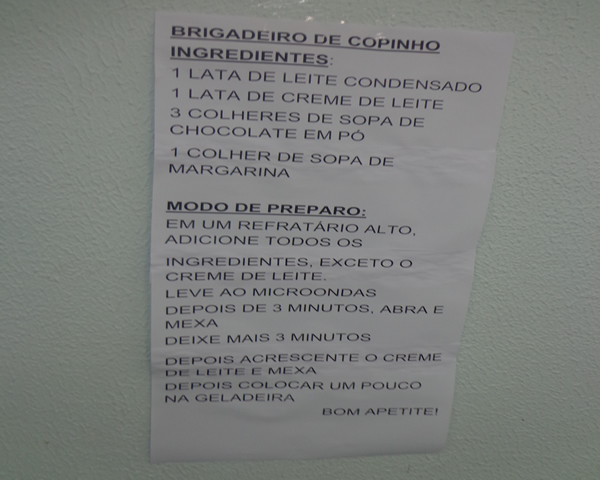 BRIGADEIRO DE COPINHO
INGREDIENTES:
1 LATA DE LEITE CONDENSADO
1 LATA DE CREME DE LEITE
3 COLHERES DE SOPA DE
CHOCOLATE EM PÓ
1 COLHER DE SOPA DE
MARGARINA
MODO DE PREPARO:
EM UM REFRATÁRIO ALTO,
ADICIONE TODOS OS
INGREDIENTES, EXCETO O
CREME DE LEITE.
LEVE AO MICROONDAS
DEPOIS DE 3 MINUTOS, ABRA E
MEXA
DEIXE MAIS 3 MINUTOS
DEPOIS ACRESCENTE O CREME
DE LEITE E MEXA
DEPOIS COLOCAR UM POUCO
NA GELADEIRA
BOM APETITE!